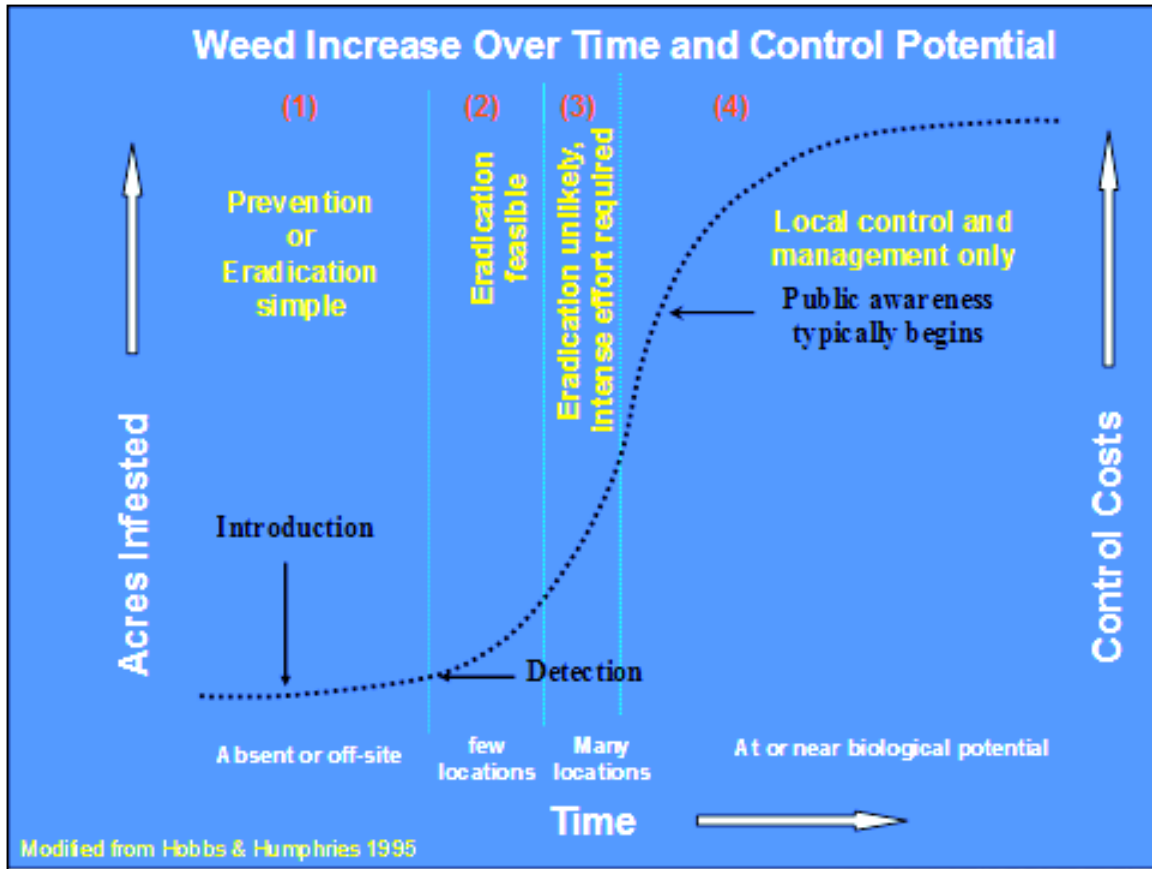 Weed Increase Over Time and Control Potential
(1)
(2)
(3)
(4)
Prevention
or
Eradication
simple
Eradication
feasible
Eradication unlikely,
Intense effort required
Local control and
management only
Public awareness
typically begins
Acres Infested
Control Costs
Introduction
Detection
Absent or off-site
few
locations
Many
locations
At or near biological potential
Time
Modified from Hobbs & Humphries 1995